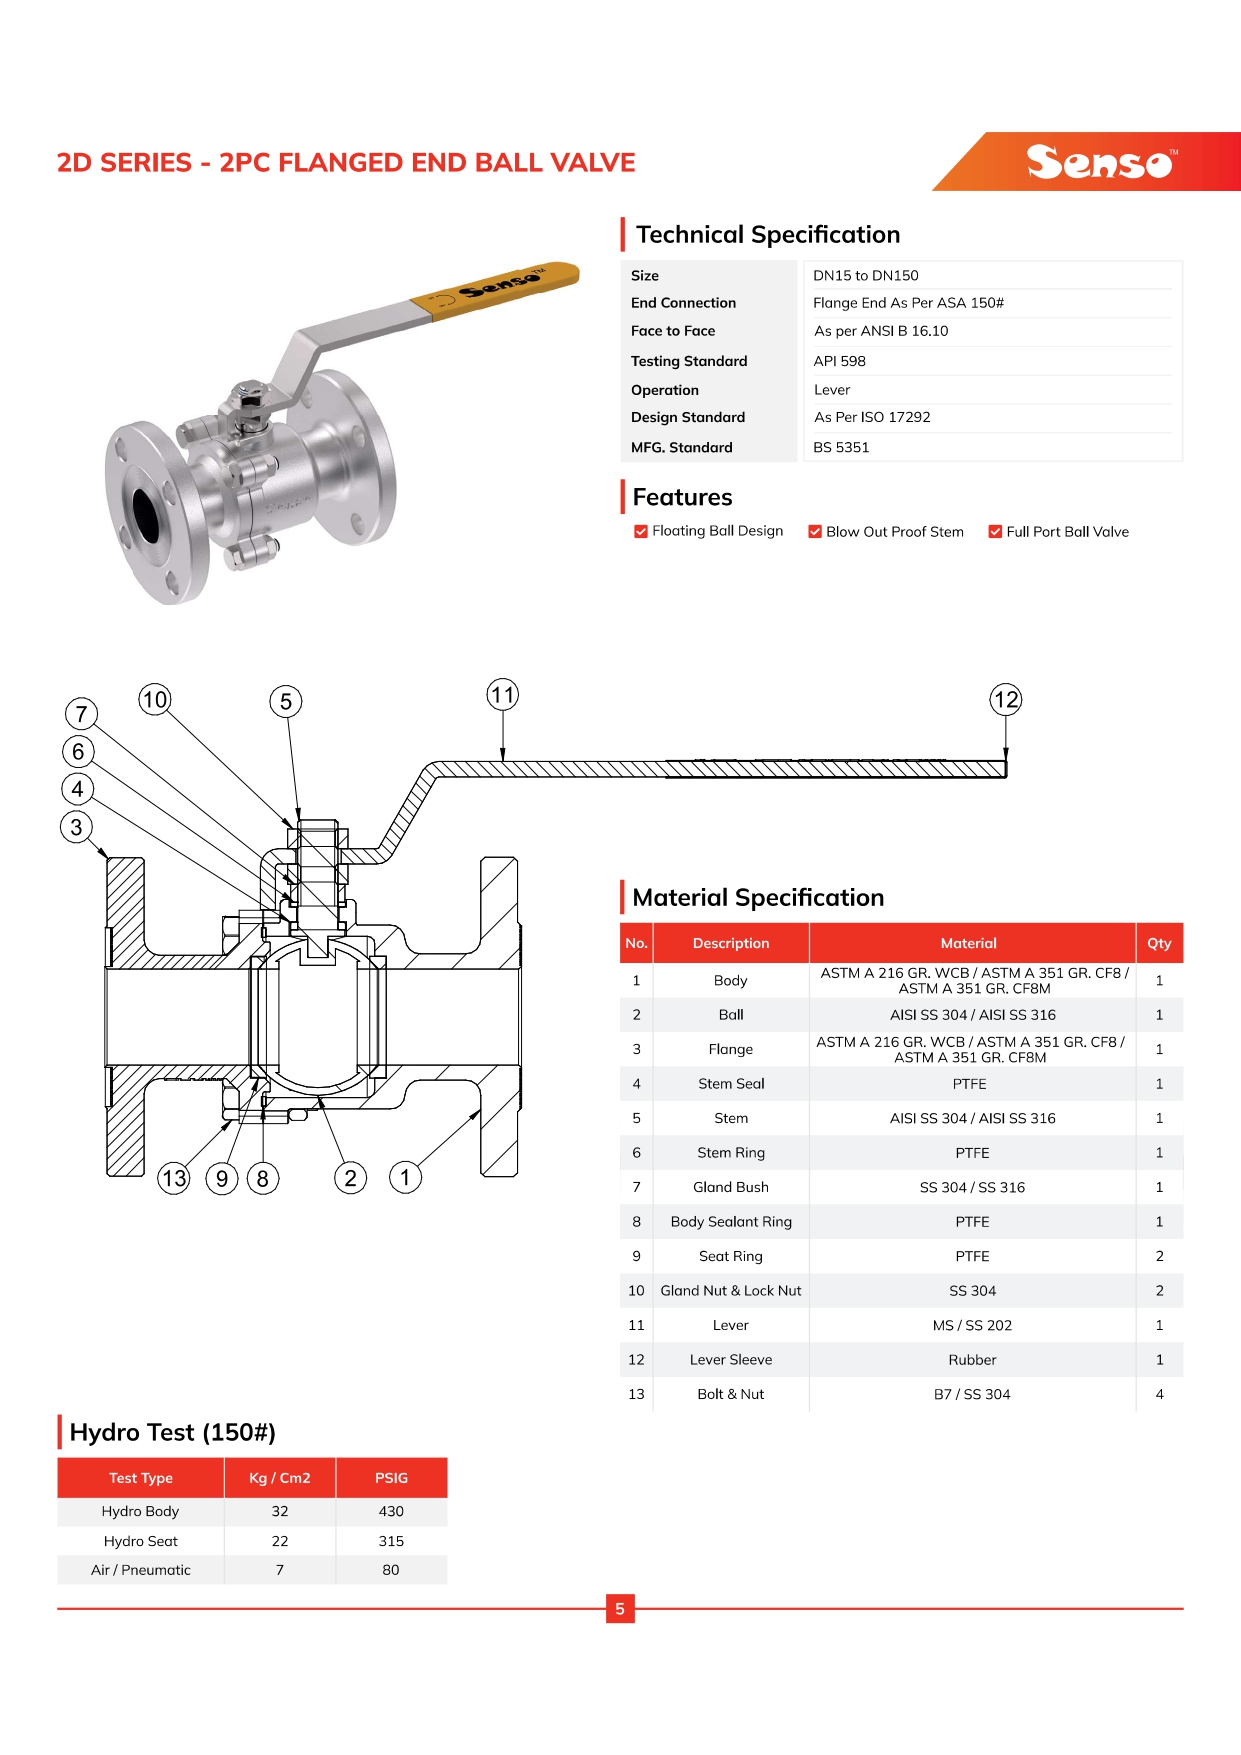 2D SERIES - 2PC FLANGED END BALL VALVE
Senso™
Senso™
Technical Specification
Size DN15 to DN150
End Connection Flange End As Per ASA 150#
Face to Face As per ANSI B 16.10
Testing Standard API 598
Operation Lever
Design Standard As Per ISO 17292
MFG. Standard BS 5351
Features
Floating Ball Design Blow Out Proof Stem Full Port Ball Valve
10 5 11 12
7
6
4
3
13 9 8 2 1
Material Specification
No. Description Material Qty
1 Body ASTM A 216 GR. WCB / ASTM A 351 GR. CF8 /
ASTM A 351 GR. CF8M 1
2 Ball AISI SS 304 / AISI SS 316 1
3 Flange ASTM A 216 GR. WCB / ASTM A 351 GR. CF8 /
ASTM A 351 GR. CF8M 1
4 Stem Seal PTFE 1
5 Stem AISI SS 304 / AISI SS 316 1
6 Stem Ring PTFE 1
7 Gland Bush SS 304 / SS 316 1
8 Body Sealant Ring PTFE 1
9 Seat Ring PTFE 2
10 Gland Nut & Lock Nut SS 304 2
11 Lever MS / SS 202 1
12 Lever Sleeve Rubber 1
13 Bolt & Nut B7 / SS 304 4
Hydro Test (150#)
Test Type Kg / Cm2 PSIG
Hydro Body 32 430
Hydro Seat 22 315
Air / Pneumatic 7 80
5